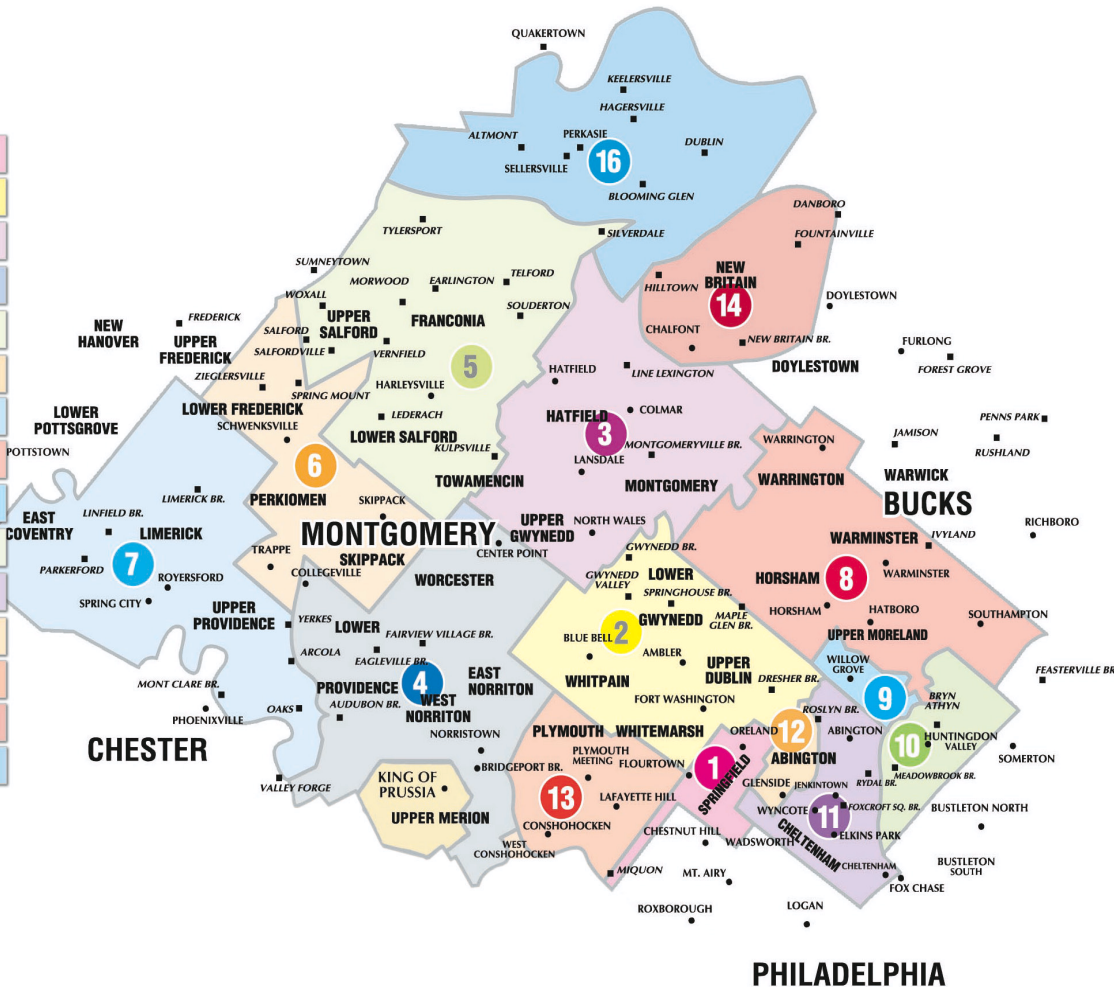 QUAKERTOWN
KEELERSVILLE
HAGERSVILLE
ALTMONT
PERKASIE
DUBLIN
SELLERSVILLE
16
BLOOMING GLEN
DANBORO
TYLERSPORT
SILVERDALE
FOUNTAINVILLE
SUMNEYTOWN
MORWOOD
EARLINGTON
TELFORD
NEW
BRITAIN
HILLTOWN
14
DOYLESTOWN
WOXALL
SOUDERTON
UPPER
SALFORD
FRANCONIA
NEW
HANOVER
FREDERICK
UPPER
FREDERICK
SALFORD
SALFORDVILLE
VERNFIELD
CHALFONT
NEW BRITAIN BR.
FURLONG
FOREST GROVE
DOYLESTOWN
5
ZIEGLERSVILLE
SPRING MOUNT
HARLEYSVILLE
HATFIELD
LINE LEXINGTON
LOWER
POTTSGROVE
LOWER FREDERICK
LEDERACH
HATFIELD
COLMAR
PENNS PARK
SCHWENKSVILLE
LOWER SALFORD
3
MONTGOMERYVILLE BR.
WARRINGTON
JAMISON
RUSHLAND
POTTSTOWN
6
KULPSVILLE
LANSDALE
WARWICK
TOWAMENCIN
MONTGOMERY
WARRINGTON
BUCKS
LIMERICK BR.
PERKIOMEN
SKIPPACK
EAST
COVENTRY
LINFIELD BR.
LIMERICK
MONTGOMERY
UPPER
GWYNEDD
NORTH WALES
RICHBORO
WARMINSTER
IVYLAND
TRAPPE
SKIPPACK
CENTER POINT
GWYNEDD BR.
PARKERFORD
7
ROYERSFORD
COLLEGEVILLE
WORCESTER
GWYNEDD
VALLEY
LOWER
GWYNEDD
SPRINGHOUSE BR.
HORSHAM
8
WARMINSTER
SPRING CITY
UPPER
PROVIDENCE
YERKES
LOWER
PROVIDENCE
FAIRVIEW VILLAGE BR.
BLUE BELL
2
MAPLE
GLEN BR.
HORSHAM
HATBORO
SOUTHAMPTON
UPPER MORELAND
ARCOLA
EAGLEVILLE BR.
AMBLER
UPPER
DUBLIN
WILLOW
GROVE
FEASTERVILLE BR
MONT CLARE BR.
4
EAST
NORRITON
WHITPAIN
DRESHER BR.
9
BRYN
ATHYN
OAKS
AUDUBON BR.
WEST
NORRITON
FORT WASHINGTON
ROSLYN BR.
PHOENIXVILLE
CHESTER
NORRISTOWN
PLYMOUTH
WHITEMARSH
ORELAND
12
ABINGTON
10
HUNTINGDON
VALLEY
SOMERTON
PLYMOUTH
MEETING
FLOURTOWN
1
ABINGTON
BRIDGEPORT BR.
VALLEY FORGE
KING OF
PRUSSIA
SPRINGFIELD
GLENSIDE
JENKINTOWN
RYDAL BR.
MEADOWBROOK BR.
13
LAFAYETTE HILL
WYNCOTE
FOXCROFT SQ. BR.
BUSTLETON NORTH
UPPER MERION
CONSHOHOCKEN
11
WEST
CONSHOHOCKEN
CHESTNUT HILL
WADSWORTH
CHELTENHAM
ELKINS PARK
MIQUON
MT. AIRY
CHELTENHAM
BUSTLETON
SOUTH
FOX CHASE
ROXBOROUGH
LOGAN
PHILADELPHIA